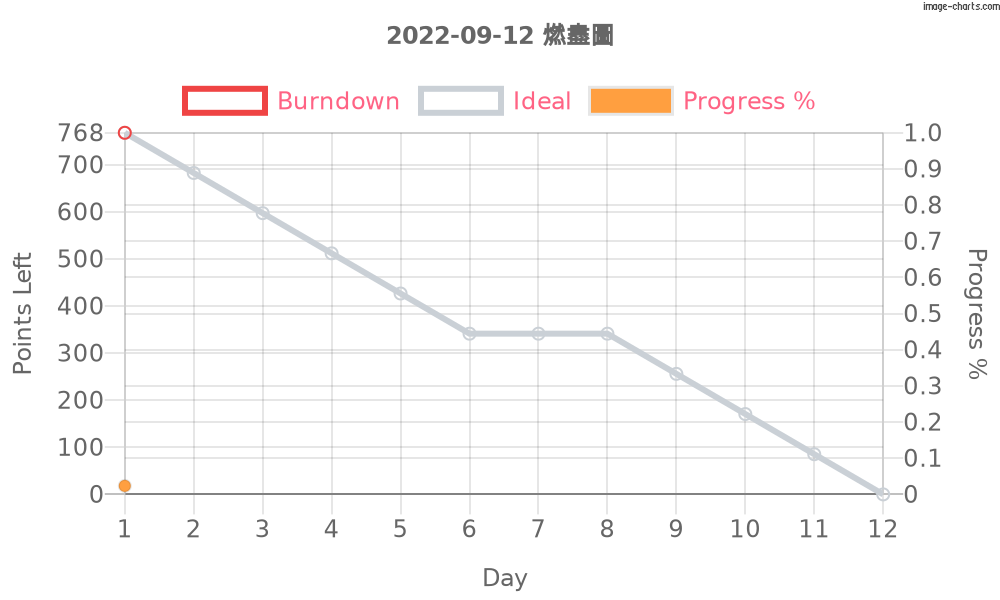 image-charts.com
2022-09-12 燃盡圖
Burndown Ideal Progress %
768 1.0
700 0.9
600 0.8
500 0.7
400 0.6
300 0.5
200 0.4
100 0.3
0 0.2
0.1
0
Points Left
Progress %
1 2 3 4 5 6 7 8 9 10 11 12
Day